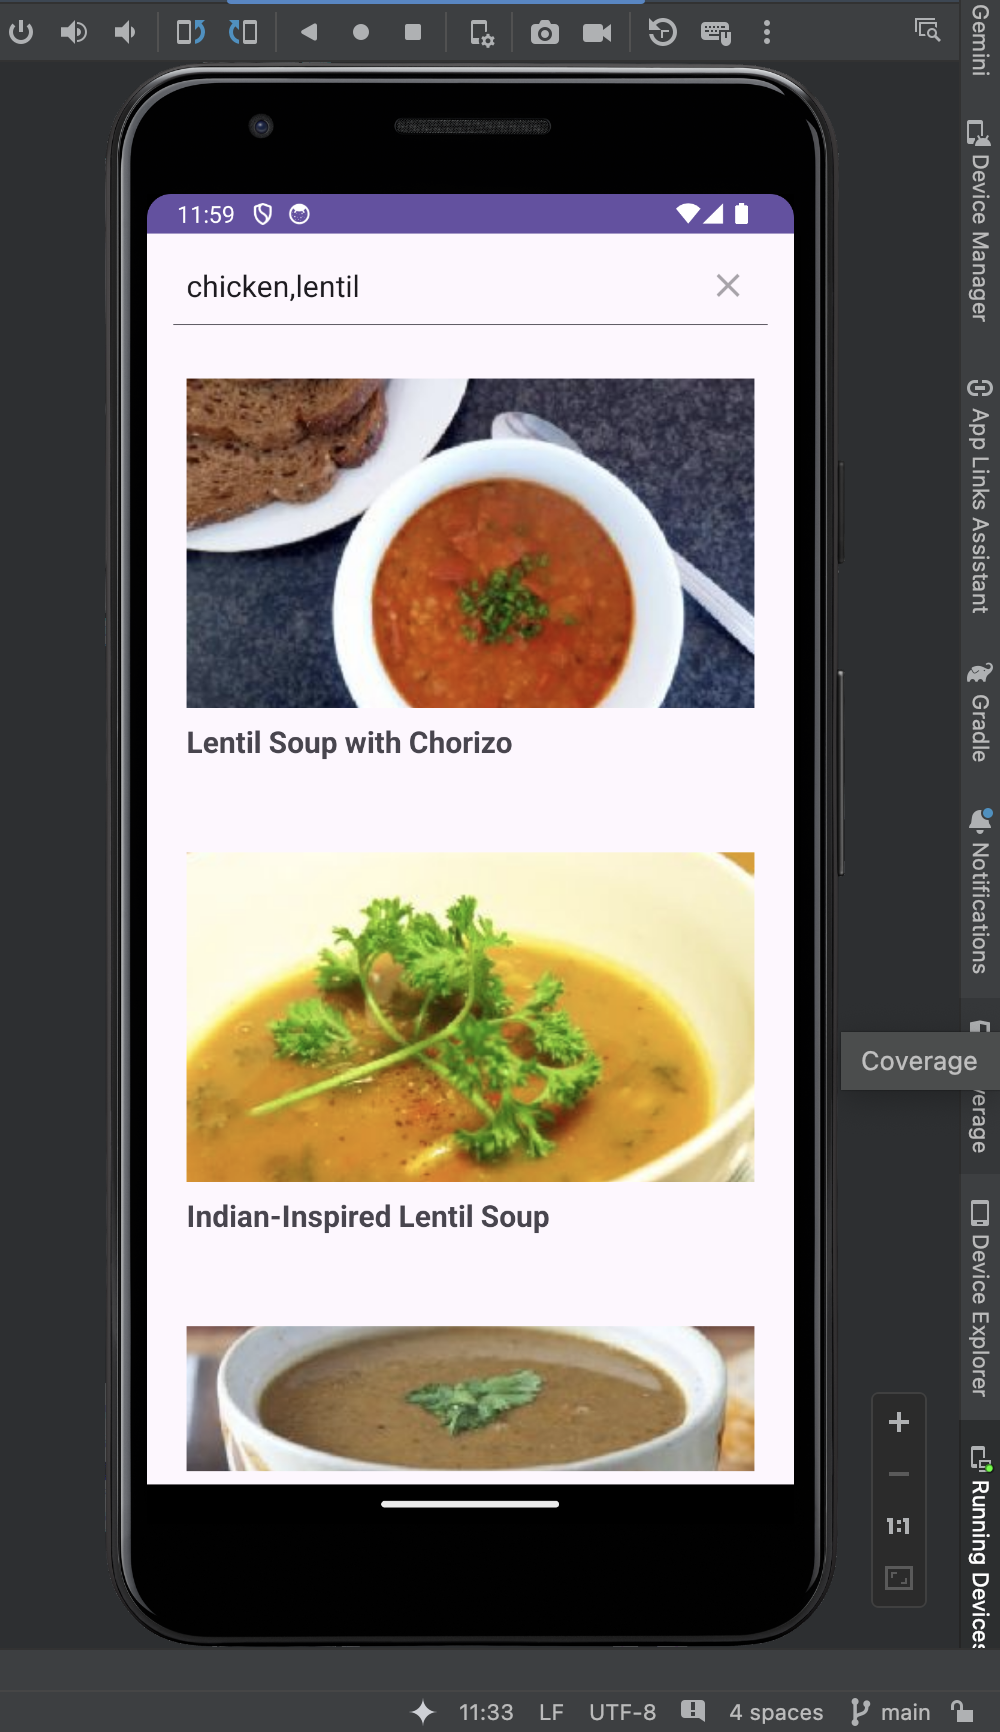 11:59
chicken,lentil
Lentil Soup with Chorizo
Indian-Inspired Lentil Soup
Gemini
Device Manager
App Links Assistant
Gradle
Notifications
Coverage
verage
Device Explorer
1:1
Running Devices
11:33 LF UTF-8 4 spaces main